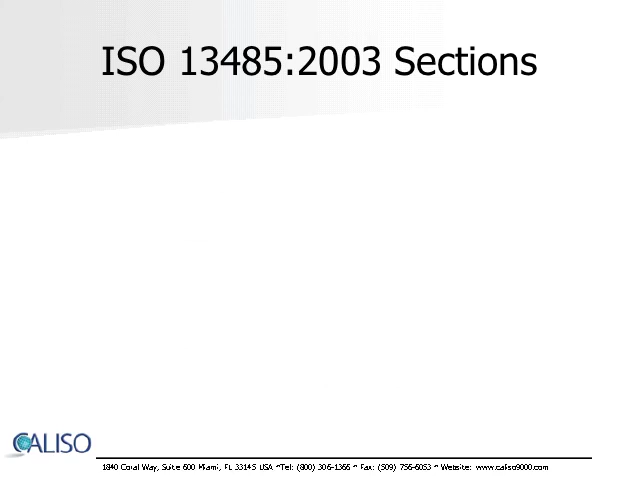 ISO 13485:2003 Sections
CALISO
1840 Coral Way, Suite 600 Miami, FL 33145 USA ~Tel: (800) 306-1366 ~ Fax: (509) 756-6053 ~ Website: www.caliso9000.com